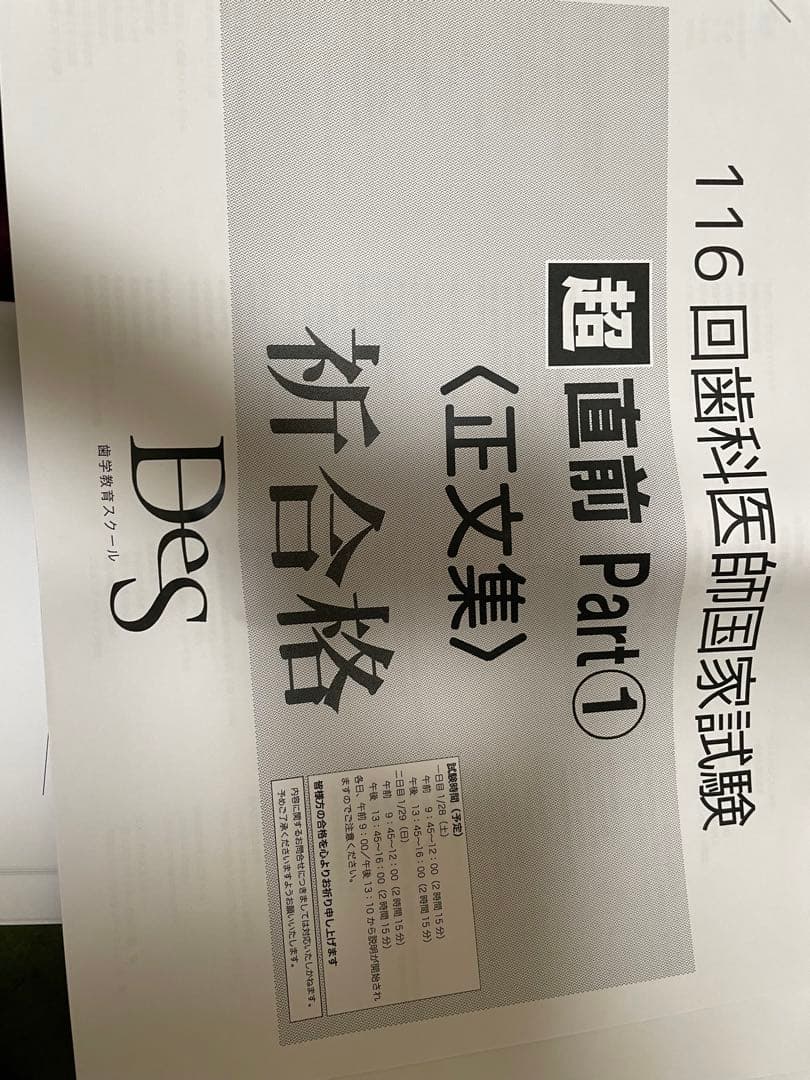 116回歯科医師国家試験
超直前 Part①
〈正文集〉
祈合格
試験時間（予定）
一日目 1/28（土）
午前 9：45～12：00（2時間15分）
午後 13：45～16：00（2時間15分）
二日目 1/29（日）
午前 9：45～12：00（2時間15分）
午後 13：45～16：00（2時間15分）
各日、午前 9：00／午後 13：10 から説明が開始され
ますのでご注意ください。
皆様方の合格を心よりお祈り申し上げます
内容に関するお問合せにつきましては対応いたしかねます。
予めご了承くださいますようお願いいたします。
DeS
歯学教育スクール